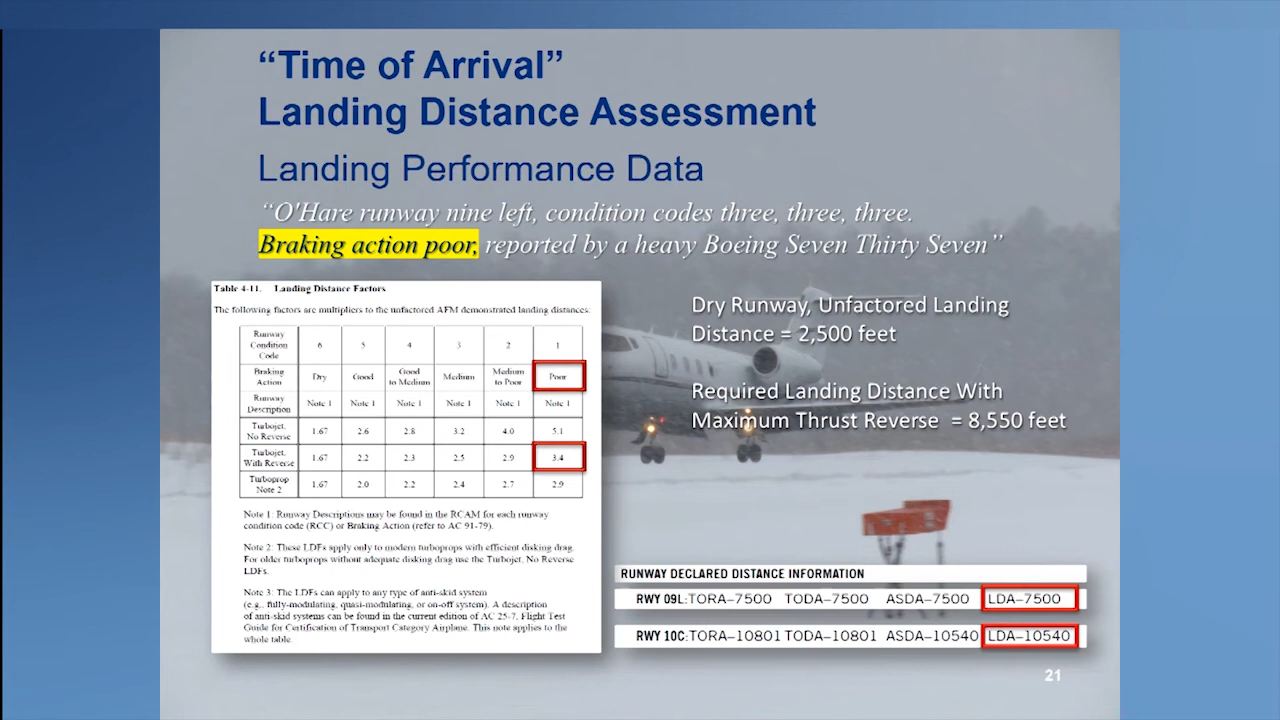 “Time of Arrival”
Landing Distance Assessment
Landing Performance Data
“O'Hare runway nine left, condition codes three, three, three.
Braking action poor, reported by a heavy Boeing Seven Thirty Seven”
Table 4-11. Landing Distance Factors
The following factors are multipliers to the unfactored AFM demonstrated landing distances:
Runway
Condition
Code
6 5 4 3 2 1
Braking
Action
Dry Good Good
to Medium Medium Medium
to Poor Poor
Runway
Description
Note 1 Note 1 Note 1 Note 1 Note 1 Note 1
Turbojet,
No Reverse
1.67 2.6 2.8 3.2 4.0 5.1
Turbojet,
With Reverse
1.67 2.2 2.3 2.5 2.9 3.4
Turboprop
Note 2
1.67 2.0 2.2 2.4 2.7 2.9
Note 1: Runway Descriptions may be found in the RCAM for each runway
condition code (RCC) or Braking Action (refer to AC 91-79).
Note 2: These LDFs apply only to modern turboprops with efficient disking drag.
For older turboprops without adequate disking drag use the Turbojet, No Reverse
LDFs.
Note 3: The LDFs can apply to any type of anti-skid system
(e.g., fully-modulating, quasi-modulating, or on-off system). A description
of anti-skid systems can be found in the current edition of AC 25-7, Flight Test
Guide for Certification of Transport Category Airplane. This note applies to the
whole table.
Dry Runway, Unfactored Landing
Distance = 2,500 feet
Required Landing Distance With
Maximum Thrust Reverse = 8,550 feet
RUNWAY DECLARED DISTANCE INFORMATION
RWY 09L:TORA–7500 TODA–7500 ASDA–7500 LDA–7500
RWY 10C:TORA–10801 TODA–10801 ASDA–10540 LDA–10540
21